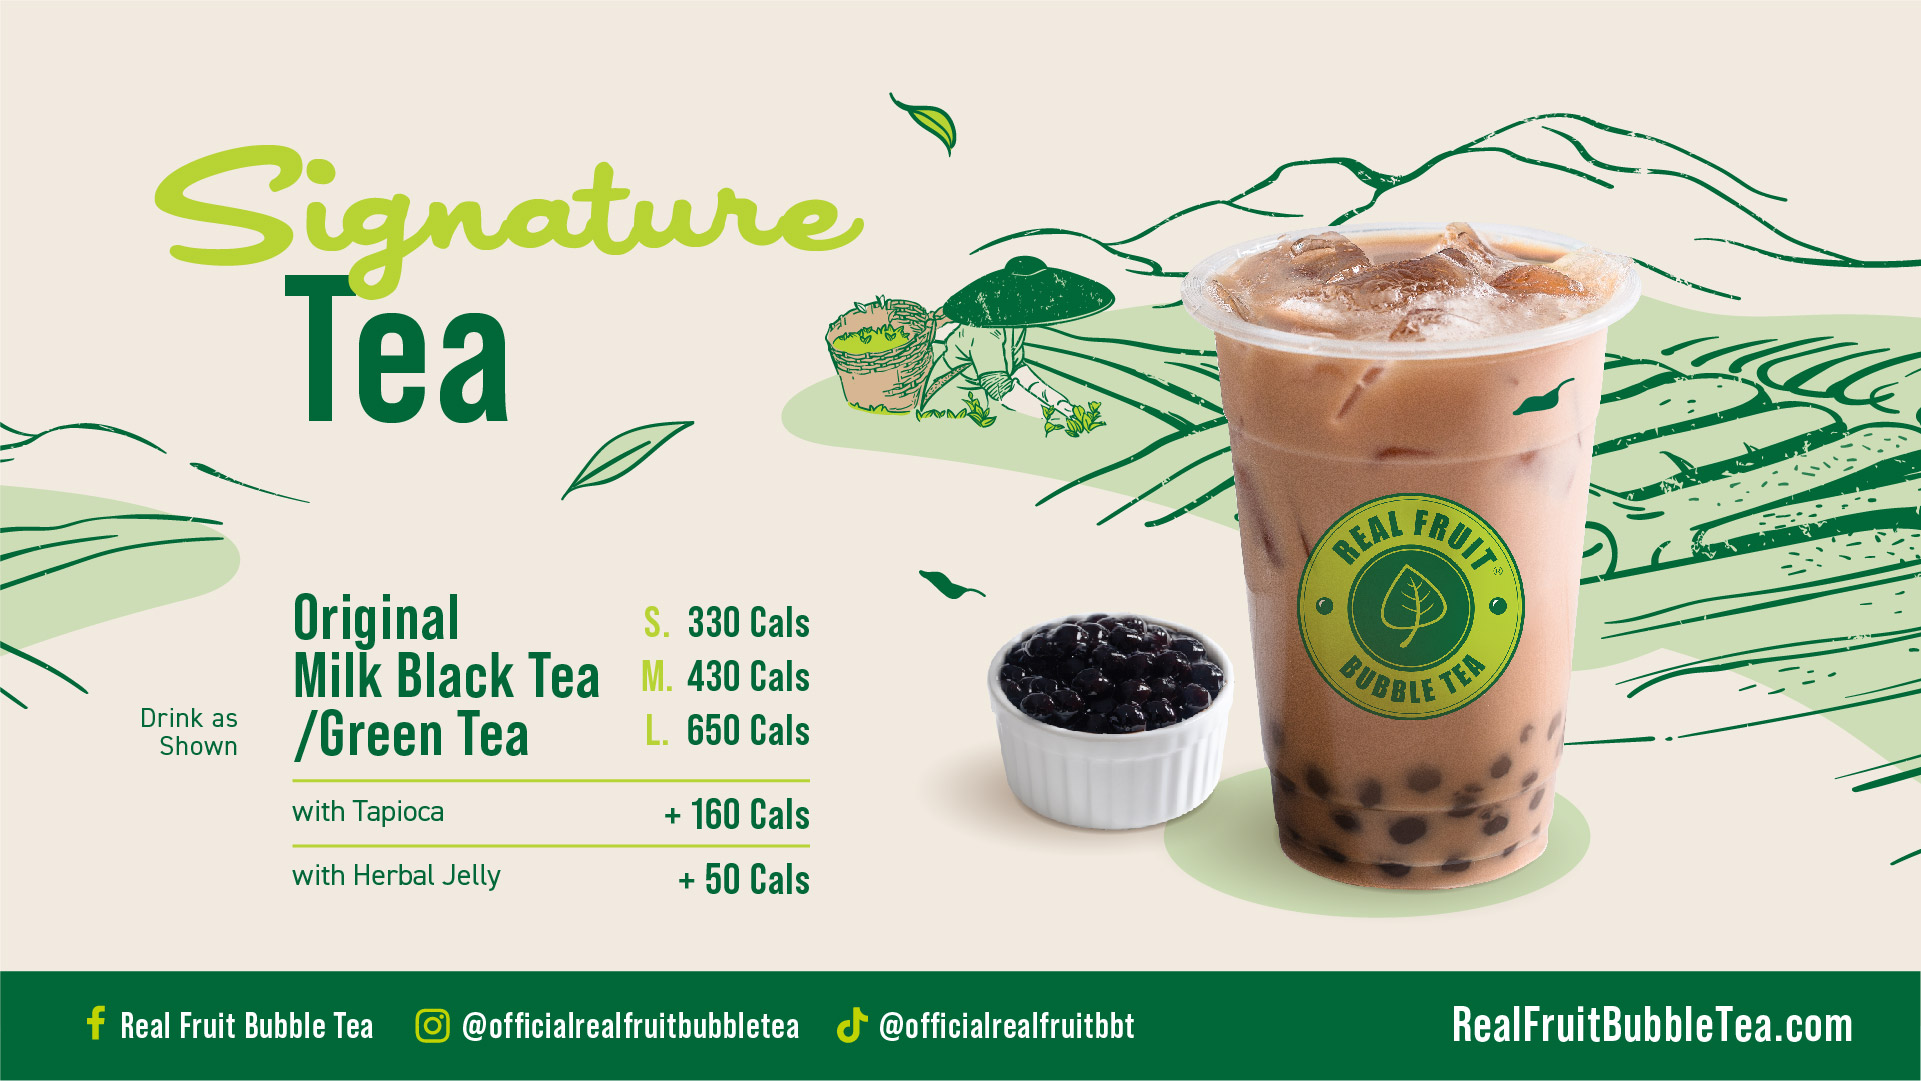 Signature
Tea
Drink as
Shown
Original
Milk Black Tea
/Green Tea
S. 330 Cals
M. 430 Cals
L. 650 Cals
with Tapioca + 160 Cals
with Herbal Jelly + 50 Cals
REAL FRUIT®
BUBBLE TEA
Real Fruit Bubble Tea @officialrealfruitbubbletea @officialrealfruitbbt RealFruitBubbleTea.com